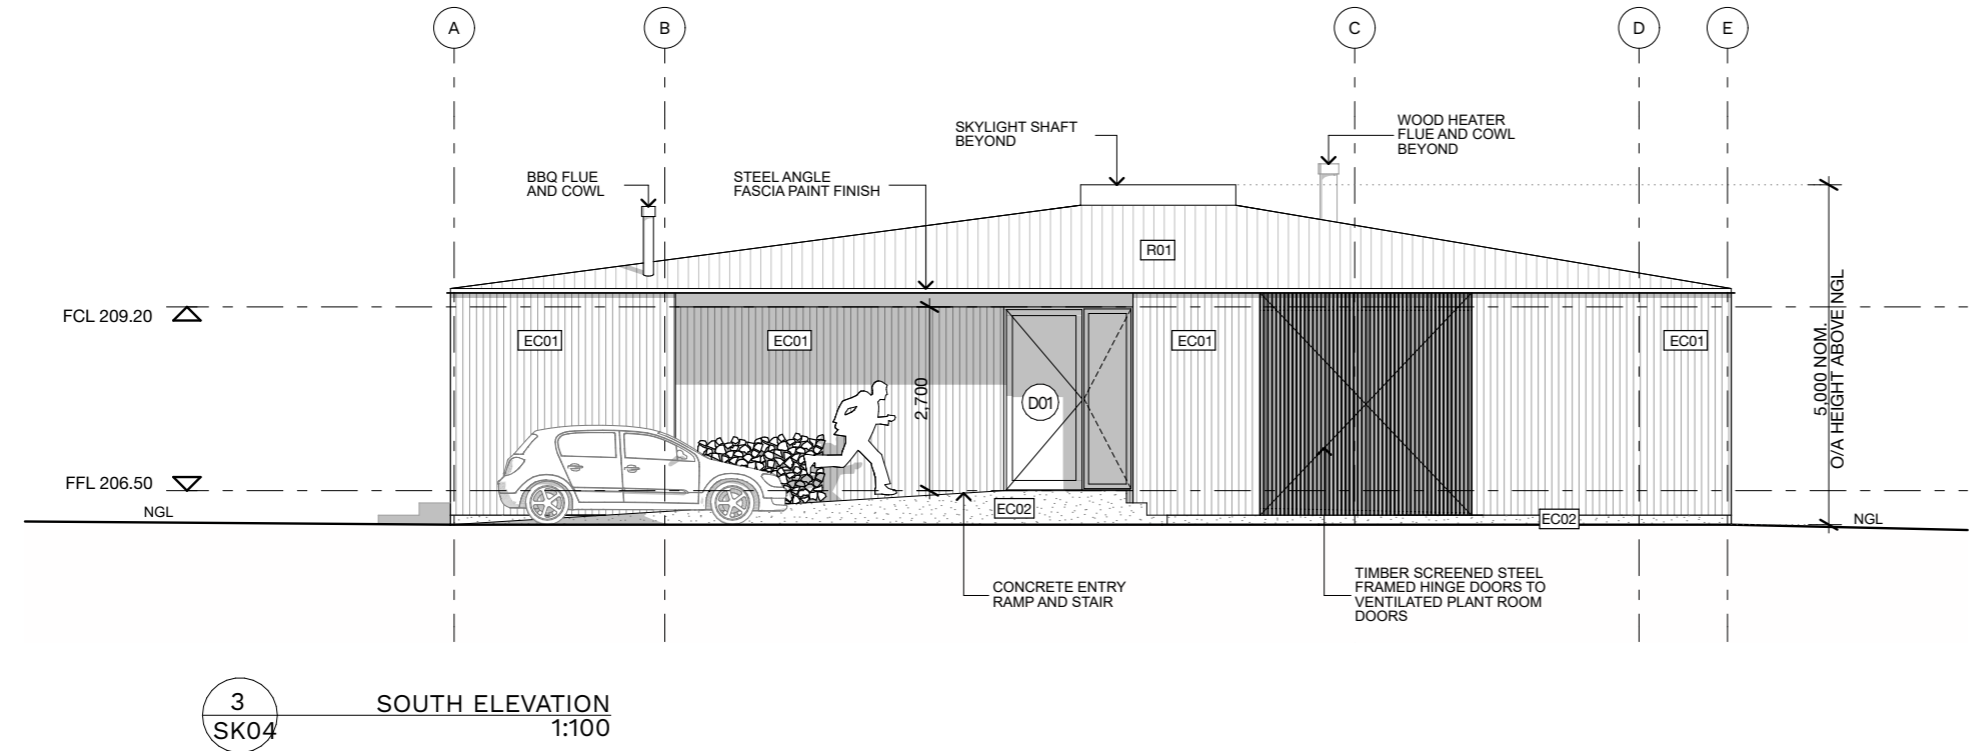 A
B
C
D
E
SKYLIGHT SHAFT
BEYOND
WOOD HEATER
FLUE AND COWL
BEYOND
BBQ FLUE
AND COWL
STEEL ANGLE
FASCIA PAINT FINISH
R01
FCL 209.20
EC01
EC01
EC01
EC01
2,700
D01
5,000 NOM.
O/A HEIGHT ABOVE NGL
FFL 206.50
NGL
EC02
EC02
NGL
CONCRETE ENTRY
RAMP AND STAIR
TIMBER SCREENED STEEL
FRAMED HINGE DOORS TO
VENTILATED PLANT ROOM
DOORS
3
SK04
SOUTH ELEVATION
1:100